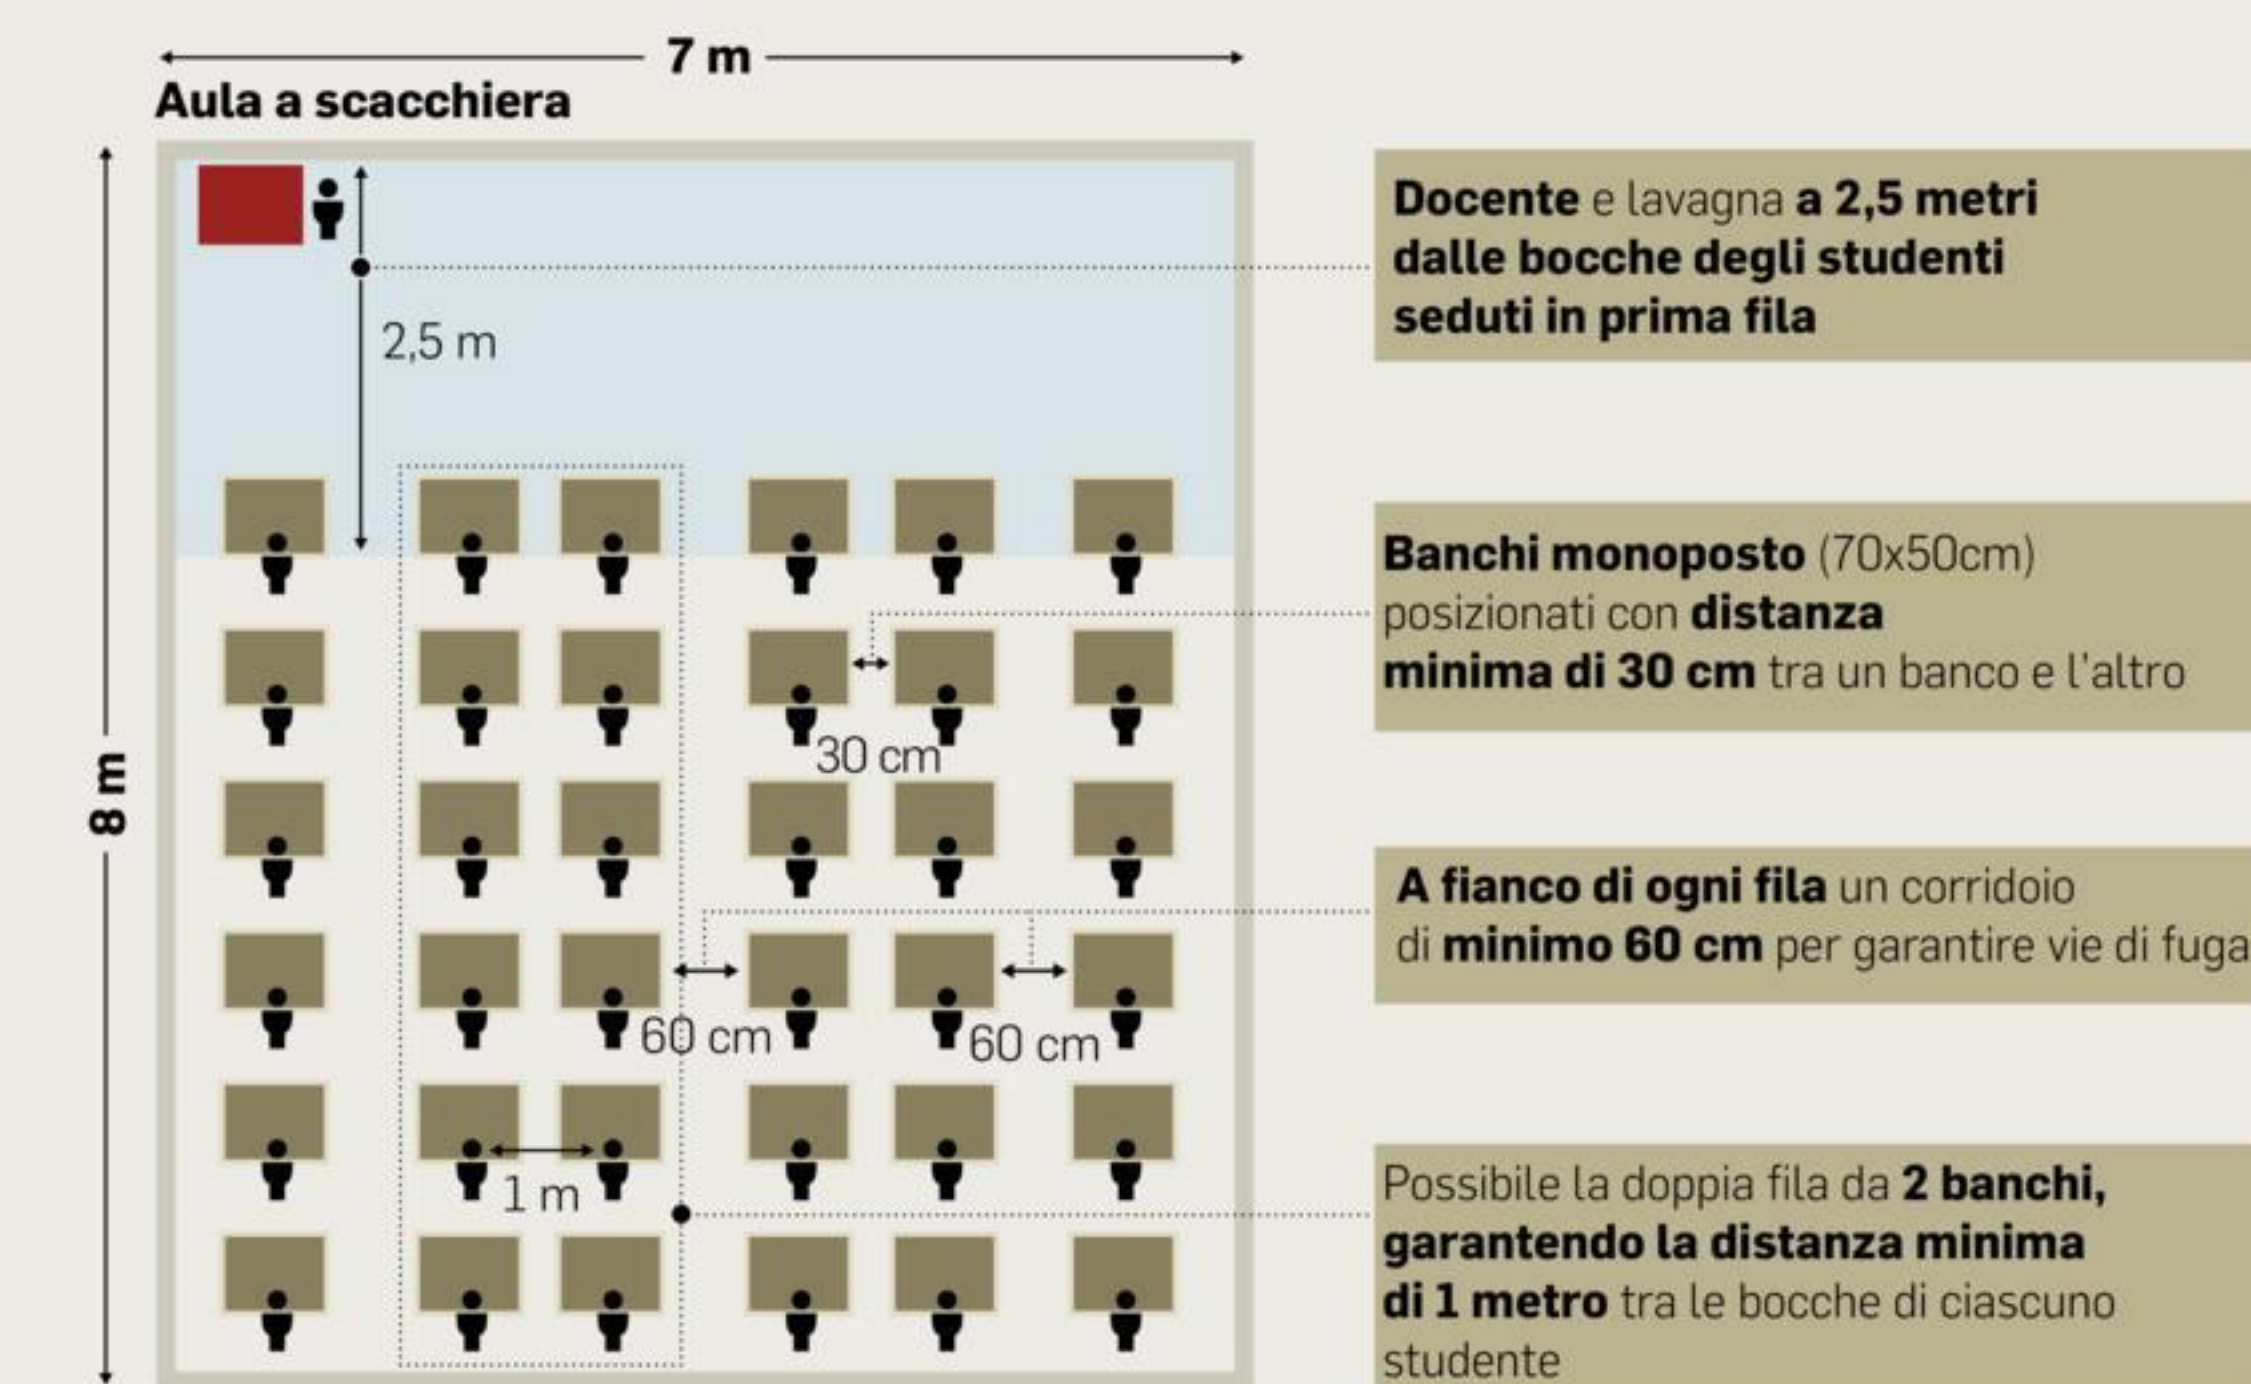 7 m
Aula a scacchiera
8 m
2,5 m
30 cm
60 cm
60 cm
1 m
Docente e lavagna a 2,5 metri
dalle bocche degli studenti
seduti in prima fila
Banchi monoposto (70x50cm)
posizionati con distanza
minima di 30 cm tra un banco e l'altro
A fianco di ogni fila un corridoio
di minimo 60 cm per garantire vie di fuga
Possibile la doppia fila da 2 banchi,
garantendo la distanza minima
di 1 metro tra le bocche di ciascuno
studente